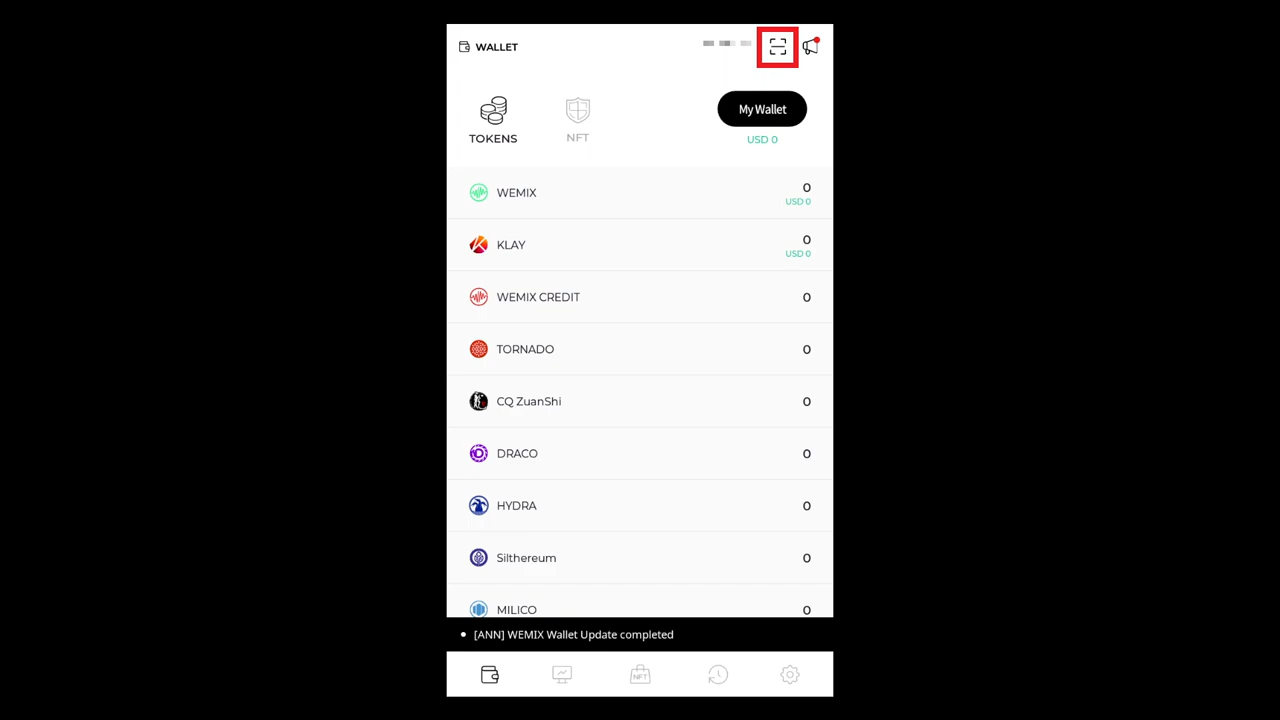 WALLET
My Wallet
TOKENS
NFT
USD 0
WEMIX
0
USD 0
KLAY
0
USD 0
WEMIX CREDIT
0
TORNADO
0
CQ ZuanShi
0
DRACO
0
HYDRA
0
Silthereum
0
MILICO
0
[ANN] WEMIX Wallet Update completed
NFT